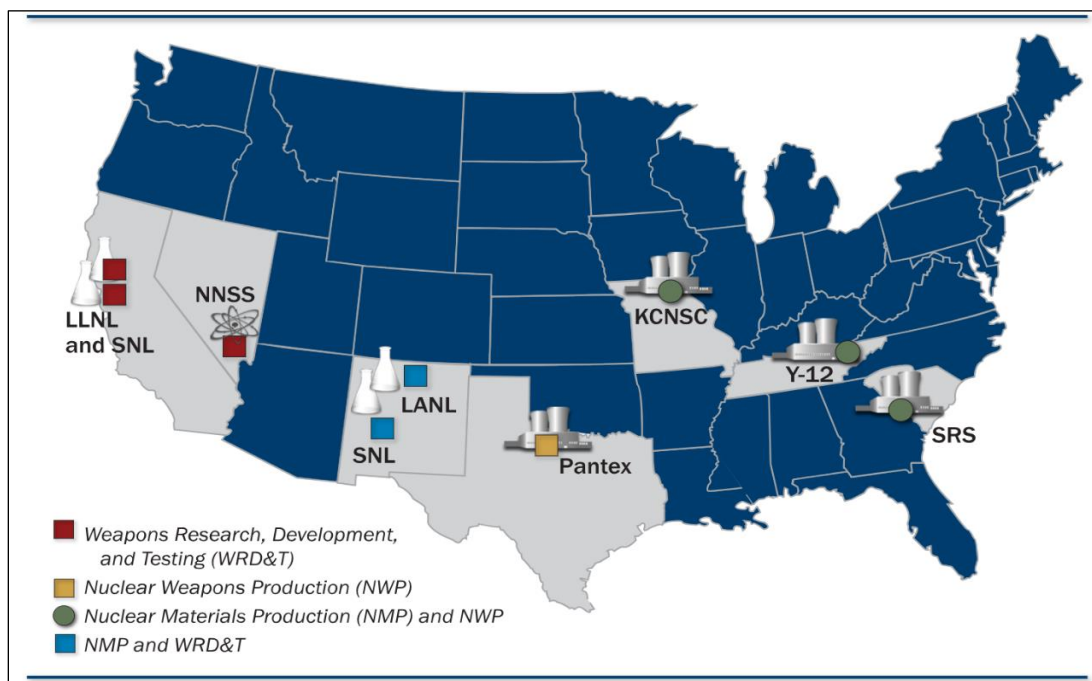 NNSS
LLNL
and SNL
KCNSC
Y-12
LANL
SNL
Pantex
SRS
Weapons Research, Development,
and Testing (WRD&T)
Nuclear Weapons Production (NWP)
Nuclear Materials Production (NMP) and NWP
NMP and WRD&T